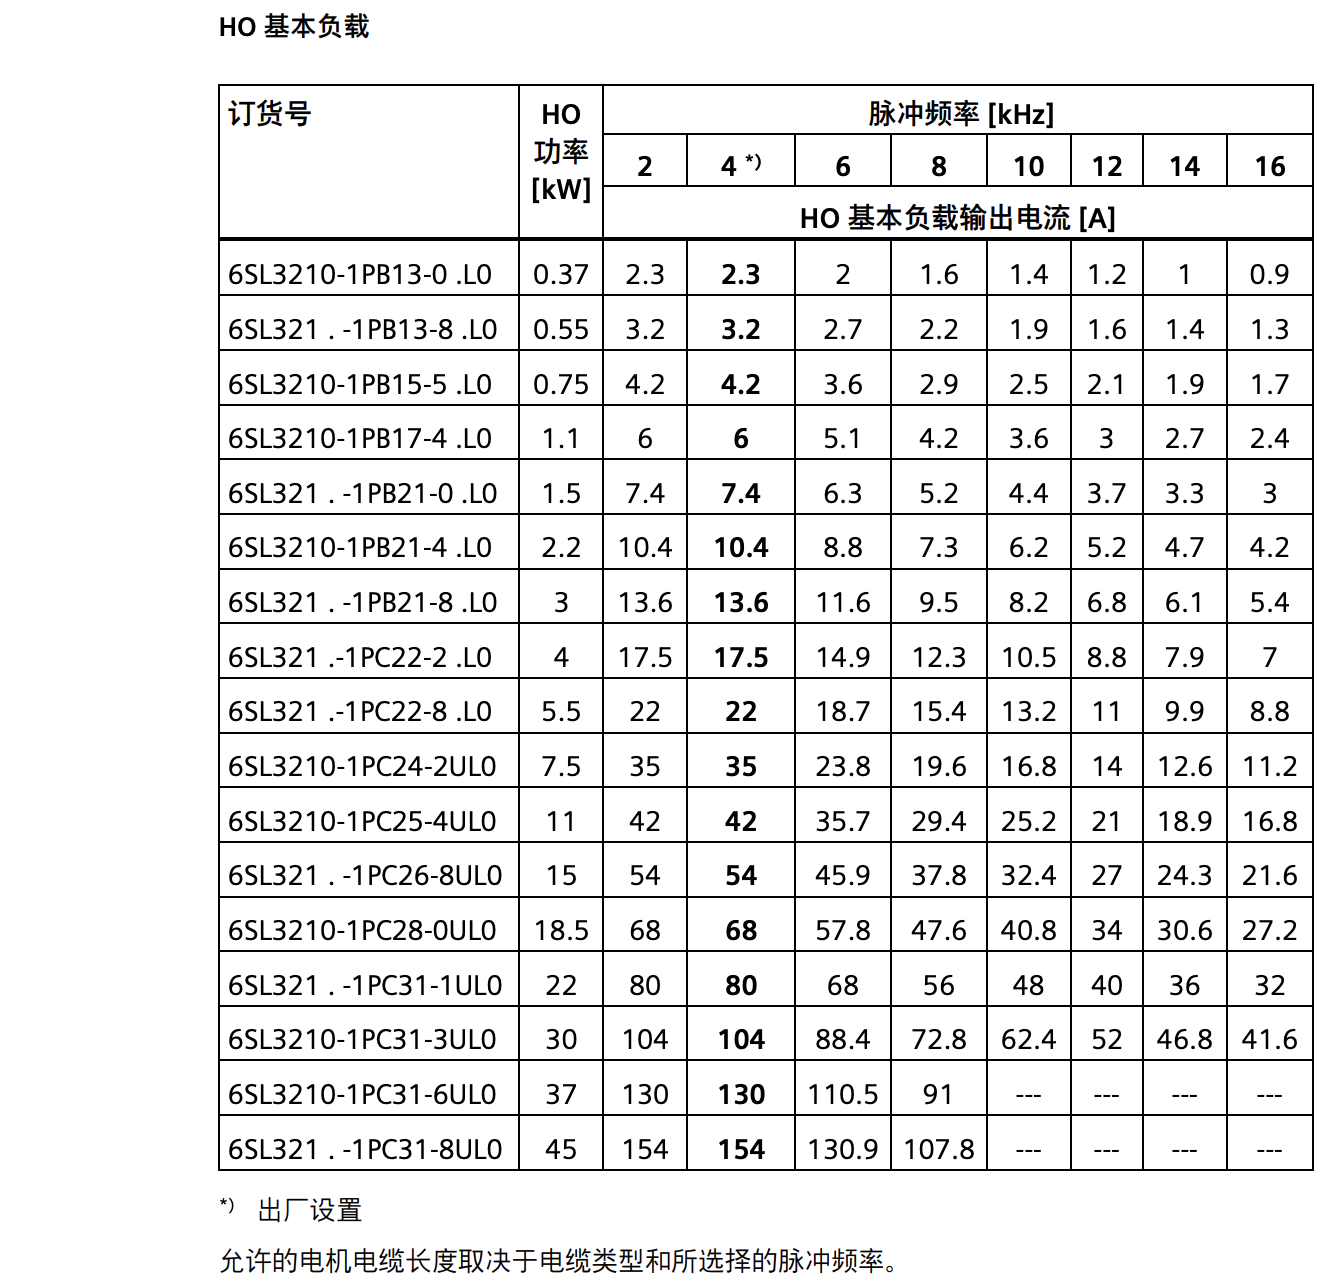 HO 基本负载
订货号 HO 功率 [kW] 脉冲频率 [kHz]
2 4 *) 6 8 10 12 14 16
HO 基本负载输出电流 [A]
6SL3210-1PB13-0 .L0 0.37 2.3 2.3 2 1.6 1.4 1.2 1 0.9
6SL321 . -1PB13-8 .L0 0.55 3.2 3.2 2.7 2.2 1.9 1.6 1.4 1.3
6SL3210-1PB15-5 .L0 0.75 4.2 4.2 3.6 2.9 2.5 2.1 1.9 1.7
6SL3210-1PB17-4 .L0 1.1 6 6 5.1 4.2 3.6 3 2.7 2.4
6SL321 . -1PB21-0 .L0 1.5 7.4 7.4 6.3 5.2 4.4 3.7 3.3 3
6SL3210-1PB21-4 .L0 2.2 10.4 10.4 8.8 7.3 6.2 5.2 4.7 4.2
6SL321 . -1PB21-8 .L0 3 13.6 13.6 11.6 9.5 8.2 6.8 6.1 5.4
6SL321 .-1PC22-2 .L0 4 17.5 17.5 14.9 12.3 10.5 8.8 7.9 7
6SL321 .-1PC22-8 .L0 5.5 22 22 18.7 15.4 13.2 11 9.9 8.8
6SL3210-1PC24-2UL0 7.5 35 35 23.8 19.6 16.8 14 12.6 11.2
6SL3210-1PC25-4UL0 11 42 42 35.7 29.4 25.2 21 18.9 16.8
6SL321 . -1PC26-8UL0 15 54 54 45.9 37.8 32.4 27 24.3 21.6
6SL3210-1PC28-0UL0 18.5 68 68 57.8 47.6 40.8 34 30.6 27.2
6SL321 . -1PC31-1UL0 22 80 80 68 56 48 40 36 32
6SL3210-1PC31-3UL0 30 104 104 88.4 72.8 62.4 52 46.8 41.6
6SL3210-1PC31-6UL0 37 130 130 110.5 91 --- --- --- ---
6SL321 . -1PC31-8UL0 45 154 154 130.9 107.8 --- --- --- ---
*) 出厂设置
允许的电机电缆长度取决于电缆类型和所选择的脉冲频率。